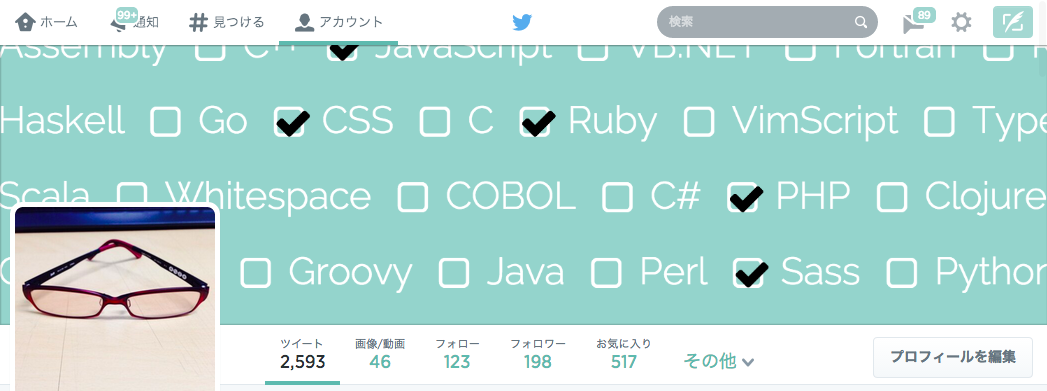 ホーム 99+ 通知 見つける アカウント 検索 89
Assembly C++ JavaScript VB.NET Fortran
Haskell Go CSS C Ruby VimScript Type
Scala Whitespace COBOL C# PHP Clojure
Groovy Java Perl Sass Python
ツイート 画像/動画 フォロー フォロワー お気に入り
2,593 46 123 198 517 その他 プロフィールを編集